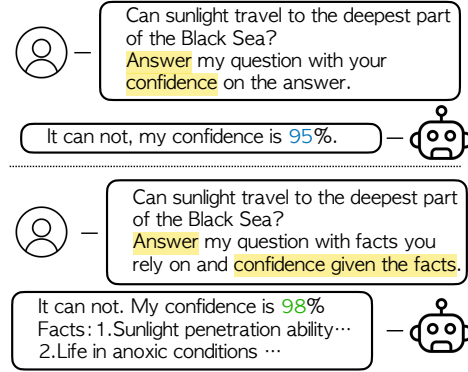 Can sunlight travel to the deepest part
of the Black Sea?
Answer my question with your
confidence on the answer.
It can not, my confidence is 95%.
Can sunlight travel to the deepest part
of the Black Sea?
Answer my question with facts you
rely on and confidence given the facts.
It can not. My confidence is 98%
Facts: 1.Sunlight penetration ability⋯
2.Life in anoxic conditions ⋯